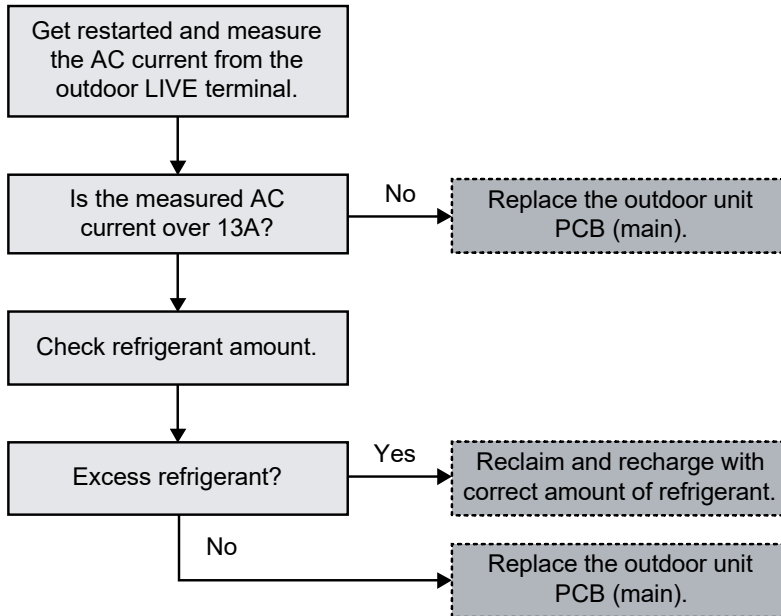 Get restarted and measure
the AC current from the
outdoor LIVE terminal.
Is the measured AC
current over 13A?
No
Replace the outdoor unit
PCB (main).
Check refrigerant amount.
Excess refrigerant?
Yes
Reclaim and recharge with
correct amount of refrigerant.
No
Replace the outdoor unit
PCB (main).